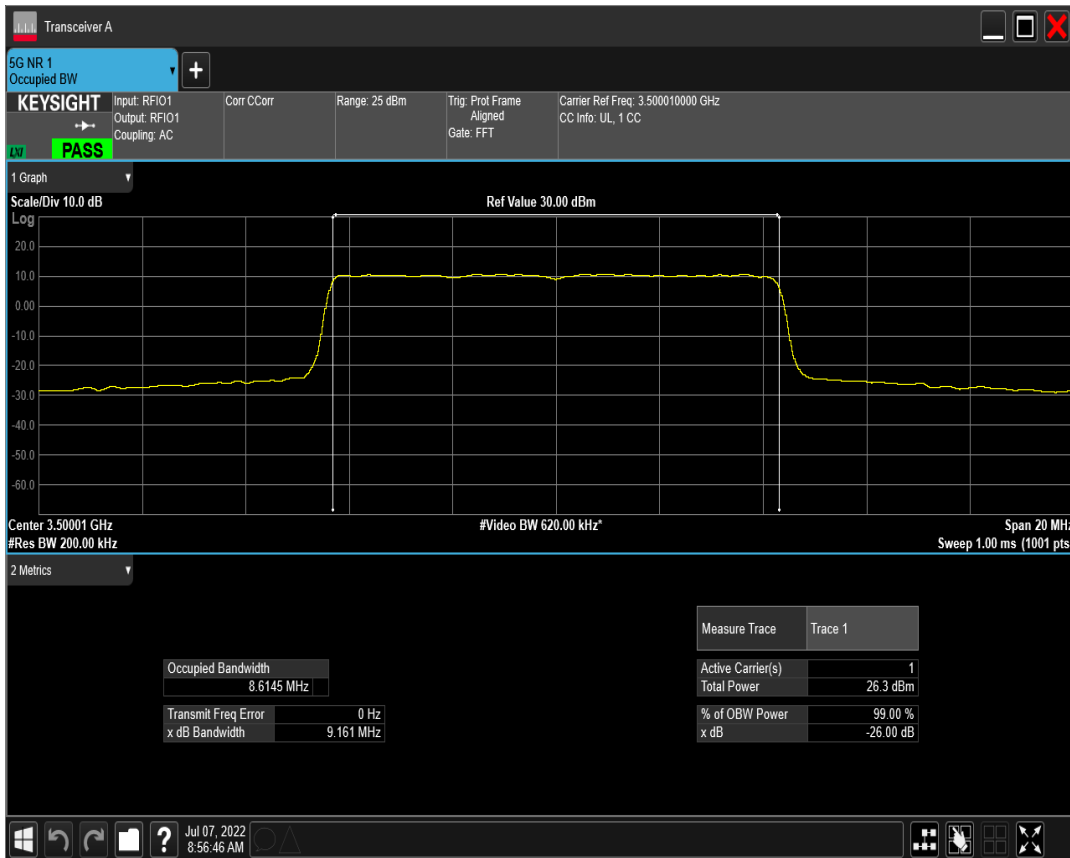 Transceiver A
5G NR 1
Occupied BW
KEYSIGHT
LXI
PASS
Input: RFIO1
Output: RFIO1
Coupling: AC
Corr CCorr
Range: 25 dBm
Trig: Prot Frame
Aligned
Gate: FFT
Carrier Ref Freq: 3.500010000 GHz
CC Info: UL, 1 CC
1 Graph
Scale/Div 10.0 dB
Ref Value 30.00 dBm
Log
20.0
10.0
0.00
-10.0
-20.0
-30.0
-40.0
-50.0
-60.0
Center 3.50001 GHz
#Video BW 620.00 kHz*
Span 20 MHz
#Res BW 200.00 kHz
Sweep 1.00 ms (1001 pts
2 Metrics
Measure Trace Trace 1
Occupied Bandwidth
8.6145 MHz
Active Carrier(s) 1
Total Power 26.3 dBm
Transmit Freq Error 0 Hz
x dB Bandwidth 9.161 MHz
% of OBW Power 99.00 %
x dB -26.00 dB
?
Jul 07, 2022
8:56:46 AM